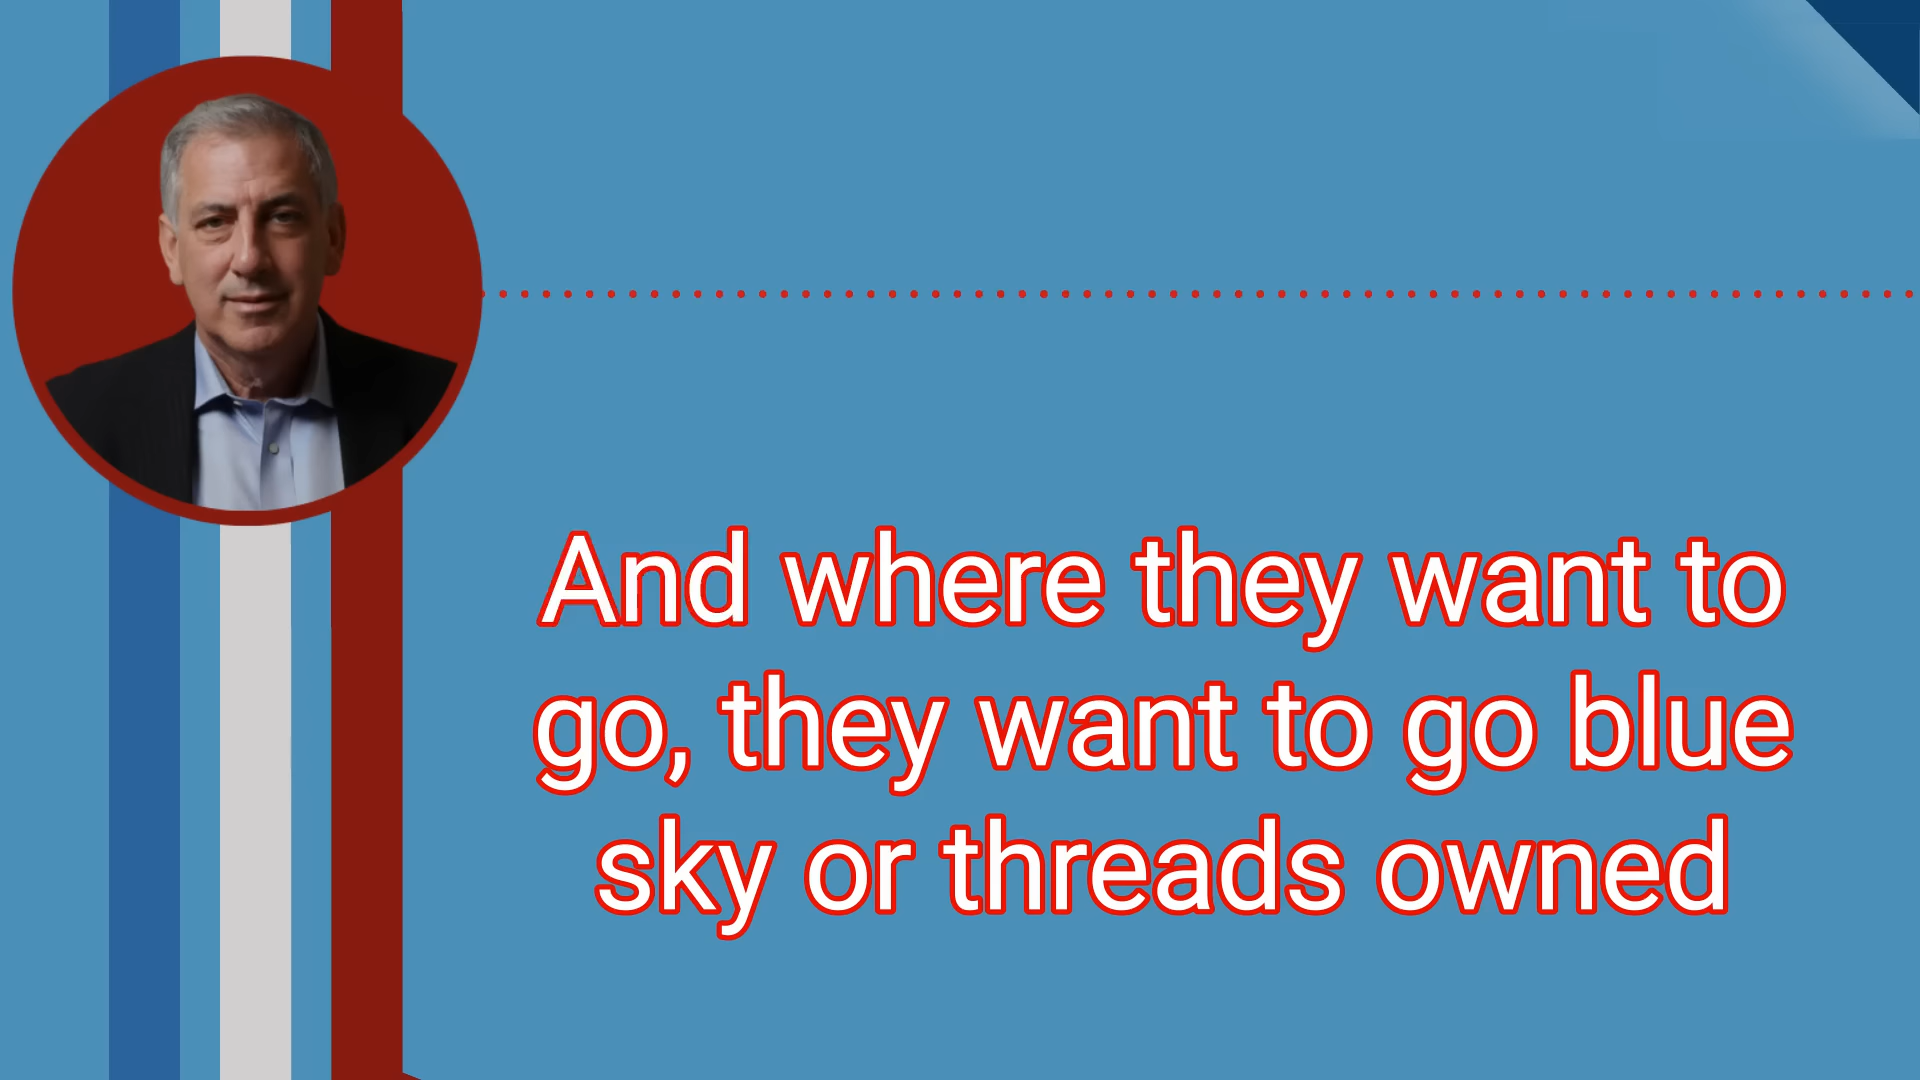 And where they want to
go, they want to go blue
sky or threads owned